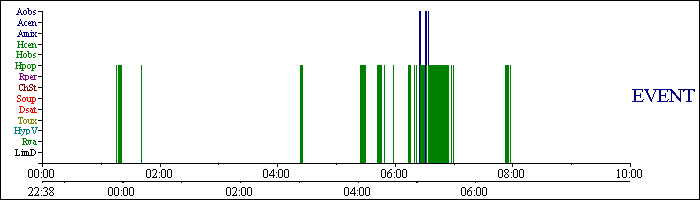 Aobs
Acen
Amix
Hcen
Hobs
Hpop
Rper
ChSt
Soup
Dsat
Toux
HypV
Rva
LimD
EVENT
00:00 02:00 04:00 06:00 08:00 10:00
22:38 00:00 02:00 04:00 06:00